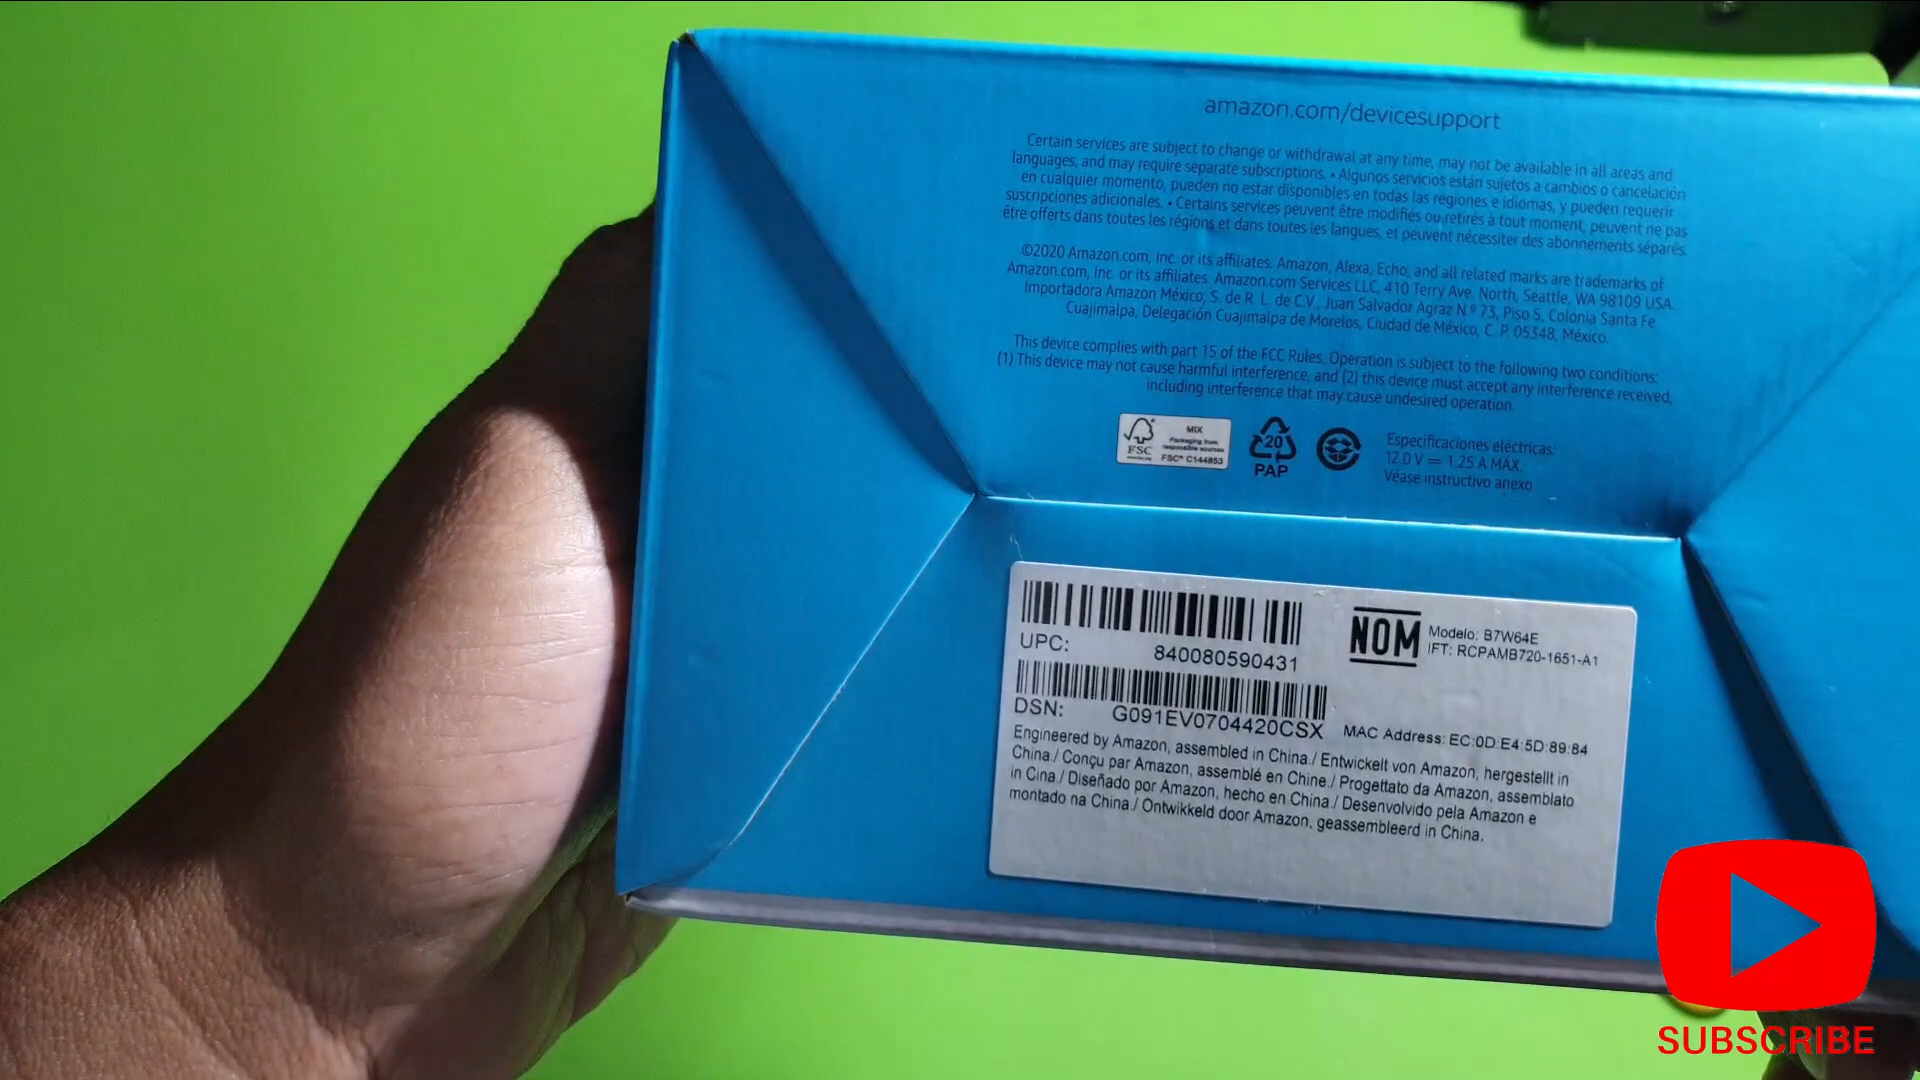 amazon.com/devicesupport
Certain services are subject to change or withdrawal at any time, may not be available in all areas and
languages, and may require separate subscriptions. • Algunos servicios están sujetos a cambios o cancelación
en cualquier momento, pueden no estar disponibles en todas las regiones e idiomas, y pueden requerir
suscripciones adicionales. • Certains services peuvent être modifiés ou retirés à tout moment, peuvent ne pas
être offerts dans toutes les régions et dans toutes les langues, et peuvent nécessiter des abonnements séparés.
©2020 Amazon.com, Inc. or its affiliates. Amazon, Alexa, Echo, and all related marks are trademarks of
Amazon.com, Inc. or its affiliates. Amazon.com Services LLC, 410 Terry Ave. North, Seattle, WA 98109 USA.
Importadora Amazon México, S. de R. L. de C.V., Juan Salvador Agraz N.º 73, Piso 5, Colonia Santa Fe
Cuajimalpa, Delegación Cuajimalpa de Morelos, Ciudad de México, C. P. 05348, México.
This device complies with part 15 of the FCC Rules. Operation is subject to the following two conditions:
(1) This device may not cause harmful interference, and (2) this device must accept any interference received,
including interference that may cause undesired operation.
FSC
MIX
Packaging from
responsible sources
FSC® C144853
20
PAP
Especificaciones eléctricas:
12.0 V ⎓ 1.25 A MÁX.
Véase instructivo anexo
UPC: 840080590431
NOM
Modelo: B7W64E
IFT: RCPAMB720-1651-A1
DSN: G091EV0704420CSX
MAC Address: EC:0D:E4:5D:89:84
Engineered by Amazon, assembled in China./ Entwickelt von Amazon, hergestellt in
China./ Conçu par Amazon, assemblé en Chine./ Progettato da Amazon, assemblato
in Cina./ Diseñado por Amazon, hecho en China./ Desenvolvido pela Amazon e
montado na China./ Ontwikkeld door Amazon, geassembleerd in China.
SUBSCRIBE